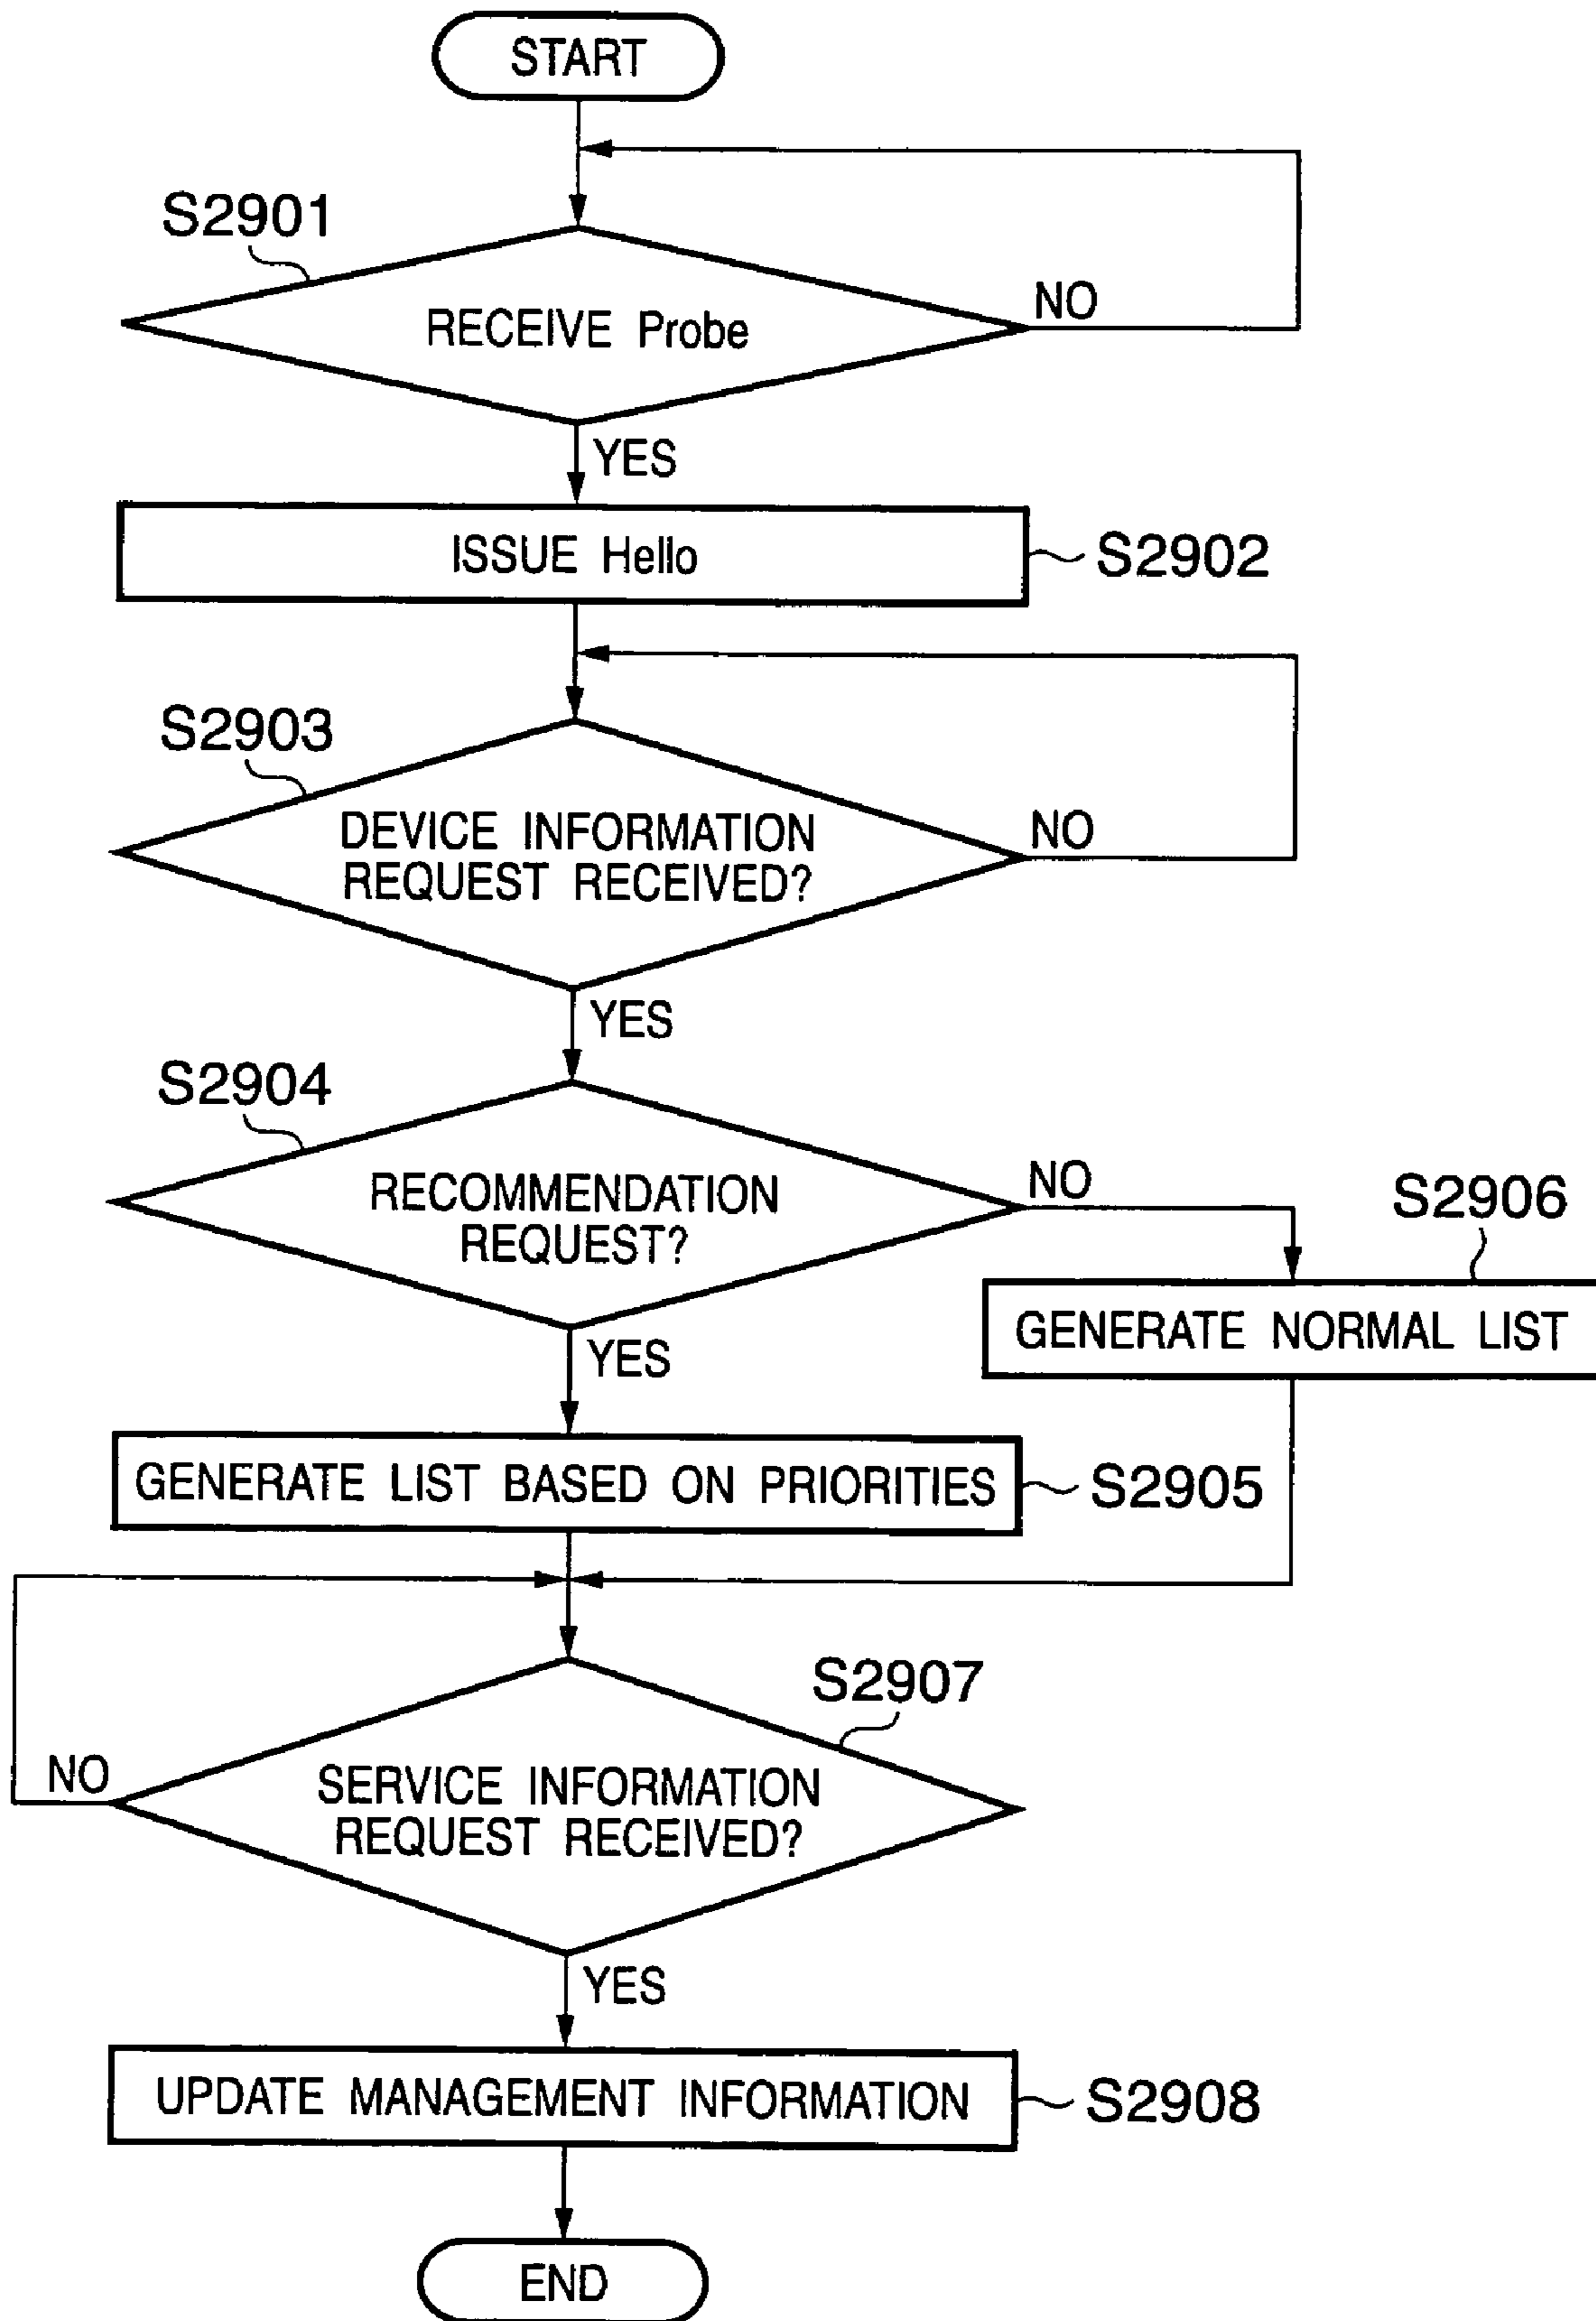 START
S2901
RECEIVE Probe
NO
YES
ISSUE Hello
S2902
S2903
DEVICE INFORMATION
REQUEST RECEIVED?
NO
YES
S2904
RECOMMENDATION
REQUEST?
NO
S2906
GENERATE NORMAL LIST
YES
GENERATE LIST BASED ON PRIORITIES
S2905
S2907
NO
SERVICE INFORMATION
REQUEST RECEIVED?
YES
UPDATE MANAGEMENT INFORMATION
S2908
END